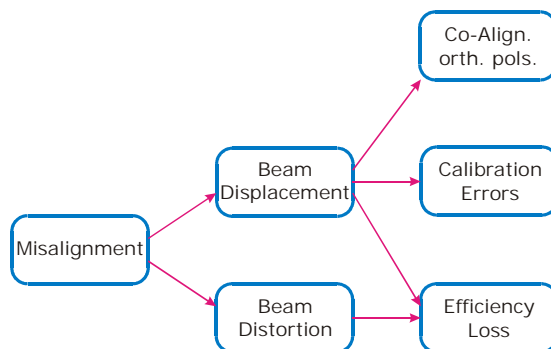 Co-Align.
orth. pols.
Beam
Displacement
Calibration
Errors
Misalignment
Beam
Distortion
Efficiency
Loss